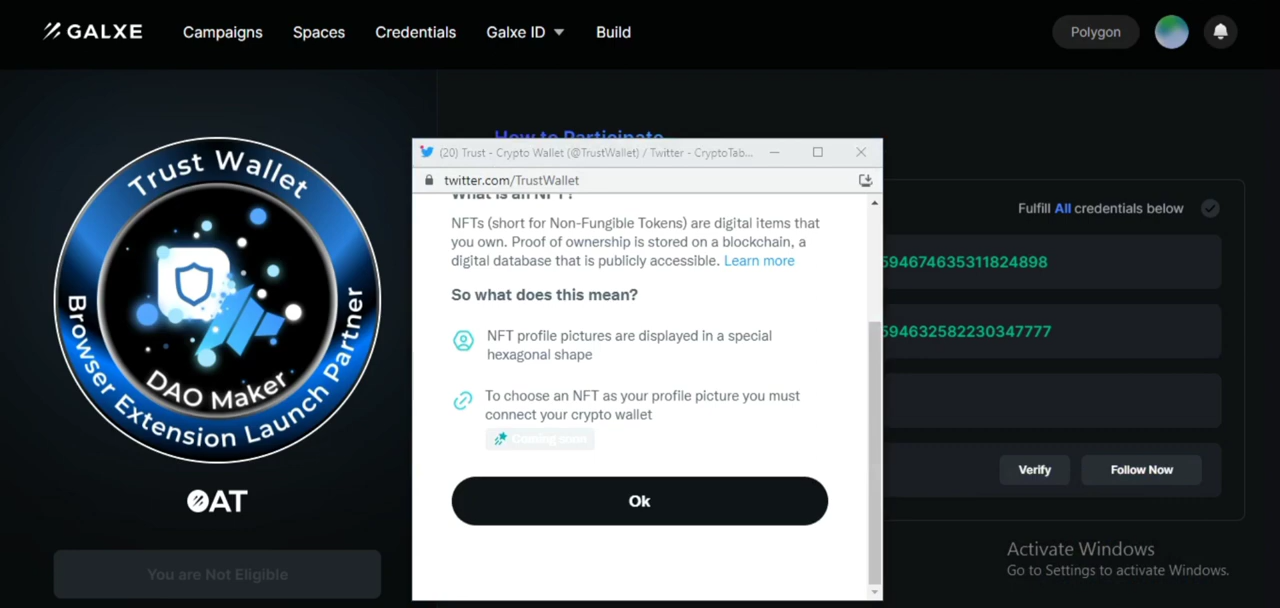 GALXE Campaigns Spaces Credentials Galxe ID Build Polygon
Trust Wallet
DAO Maker
Browser Extension Launch Partner
OAT
You are Not Eligible
How to Participate
(20) Trust - Crypto Wallet (@TrustWallet) / Twitter - CryptoTab...
twitter.com/TrustWallet
What is an NFT?
NFTs (short for Non-Fungible Tokens) are digital items that
you own. Proof of ownership is stored on a blockchain, a
digital database that is publicly accessible. Learn more
So what does this mean?
NFT profile pictures are displayed in a special
hexagonal shape
To choose an NFT as your profile picture you must
connect your crypto wallet
Coming soon
Ok
Fulfill All credentials below
594674635311824898
594632582230347777
Verify Follow Now
Activate Windows
Go to Settings to activate Windows.